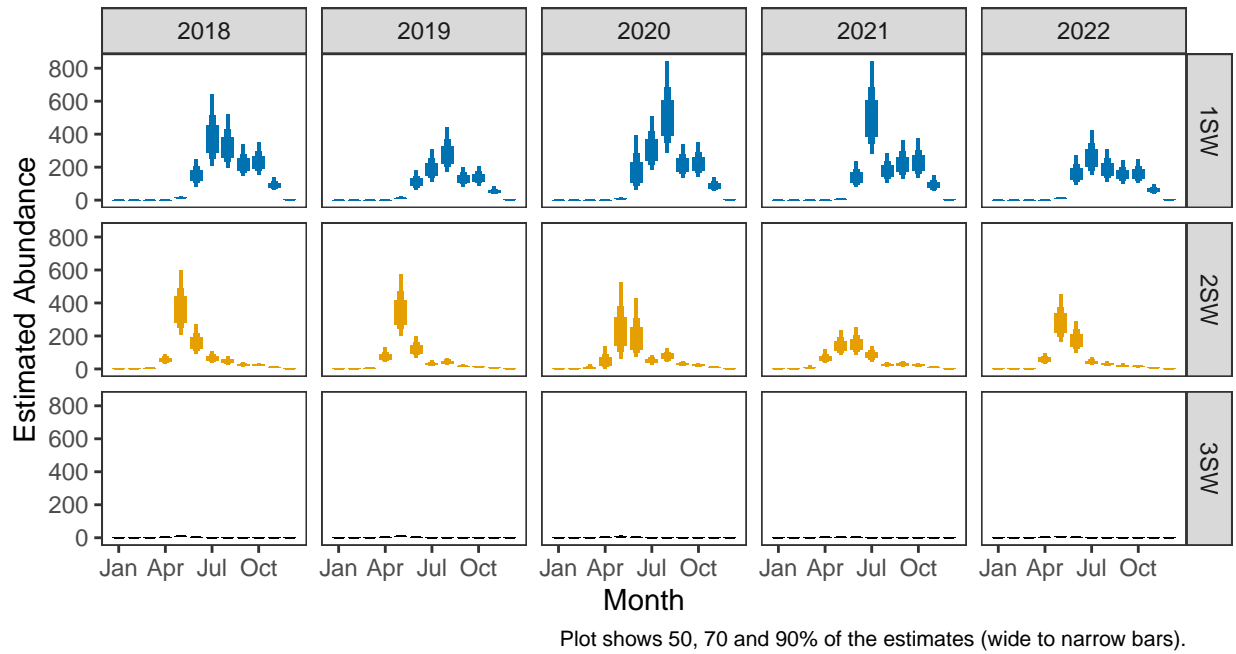 2018 2019 2020 2021 2022
800
600
400
200
0
1SW
800
600
400
200
0
2SW
800
600
400
200
0
3SW
Estimated Abundance
Jan Apr Jul Oct Jan Apr Jul Oct Jan Apr Jul Oct Jan Apr Jul Oct Jan Apr Jul Oct
Month
Plot shows 50, 70 and 90% of the estimates (wide to narrow bars).